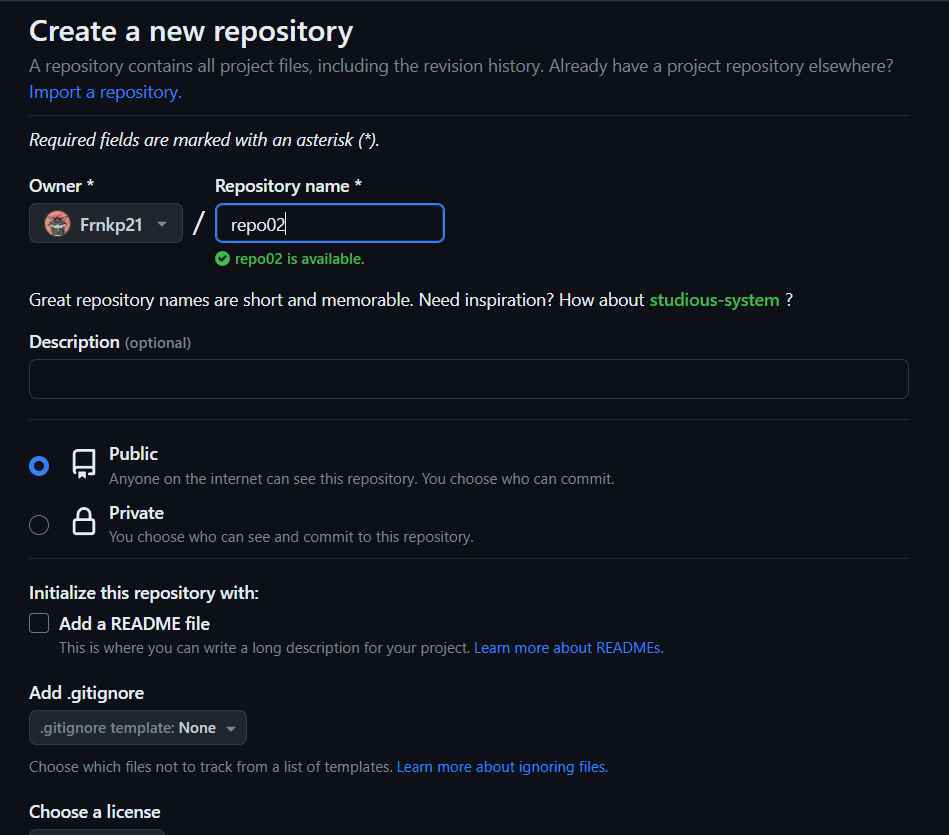 Create a new repository
A repository contains all project files, including the revision history. Already have a project repository elsewhere?
Import a repository.
Required fields are marked with an asterisk (*).
Owner * Repository name *
Frnkp21 / repo02
repo02 is available.
Great repository names are short and memorable. Need inspiration? How about studious-system ?
Description (optional)
Public
Anyone on the internet can see this repository. You choose who can commit.
Private
You choose who can see and commit to this repository.
Initialize this repository with:
Add a README file
This is where you can write a long description for your project. Learn more about READMEs.
Add .gitignore
.gitignore template: None
Choose which files not to track from a list of templates. Learn more about ignoring files.
Choose a license